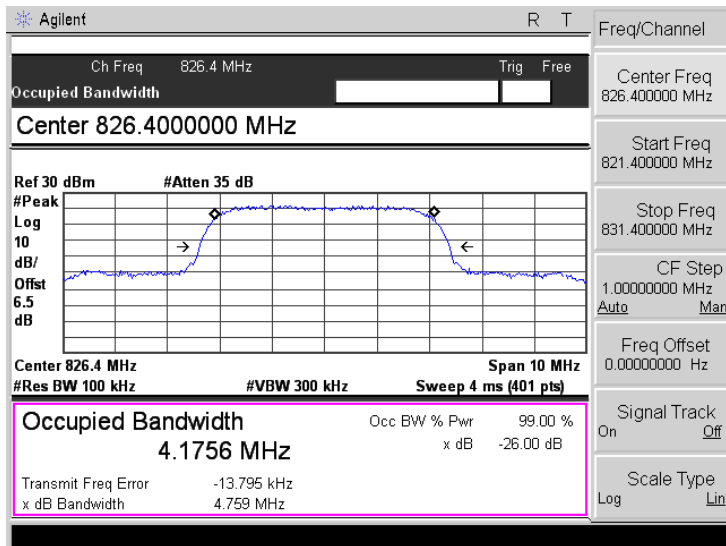 Agilent R T
Ch Freq 826.4 MHz Trig Free
Occupied Bandwidth
Center 826.4000000 MHz
Ref 30 dBm #Atten 35 dB
#Peak
Log
10
dB/
Offst
6.5
dB
Center 826.4 MHz Span 10 MHz
#Res BW 100 kHz #VBW 300 kHz Sweep 4 ms (401 pts)
Occupied Bandwidth Occ BW % Pwr 99.00 %
4.1756 MHz x dB -26.00 dB
Transmit Freq Error -13.795 kHz
x dB Bandwidth 4.759 MHz
Freq/Channel
Center Freq
826.400000 MHz
Start Freq
821.400000 MHz
Stop Freq
831.400000 MHz
CF Step
1.00000000 MHz
Auto Man
Freq Offset
0.00000000 Hz
Signal Track
On Off
Scale Type
Log Lin